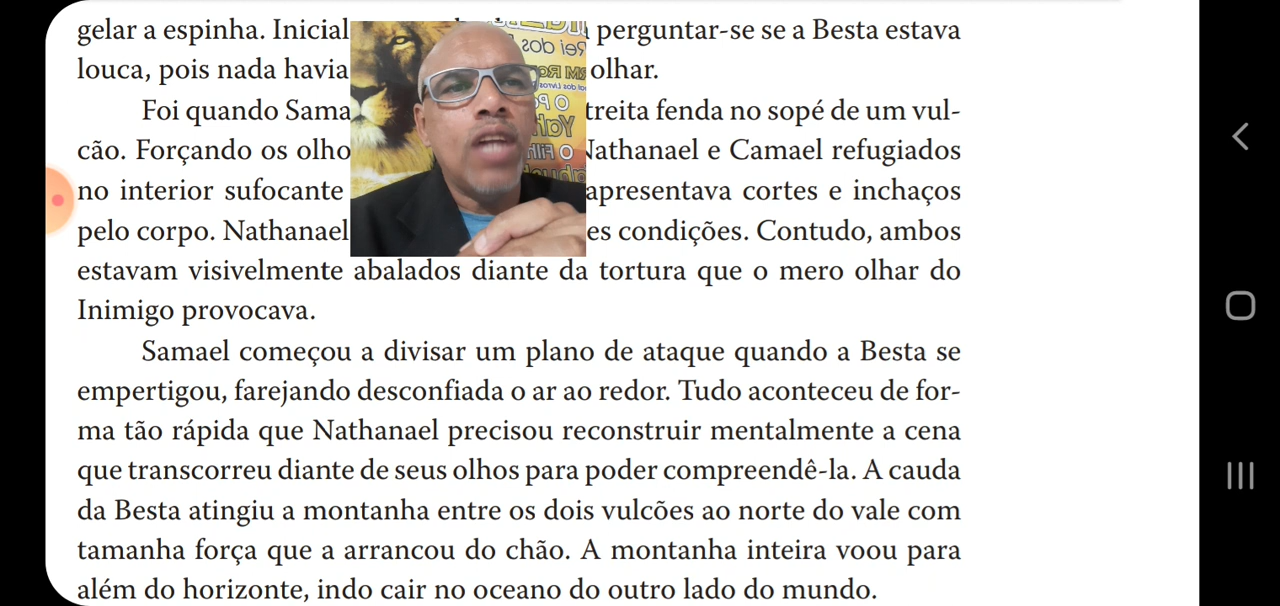 gelar a espinha. Inicial perguntar-se se a Besta estava
louca, pois nada havia olhar.
Foi quando Sama treita fenda no sopé de um vul-
cão. Forçando os olho Nathanael e Camael refugiados
no interior sufocante apresentava cortes e inchaços
pelo corpo. Nathanael es condições. Contudo, ambos
estavam visivelmente abalados diante da tortura que o mero olhar do
Inimigo provocava.
Samael começou a divisar um plano de ataque quando a Besta se
empertigou, farejando desconfiada o ar ao redor. Tudo aconteceu de for-
ma tão rápida que Nathanael precisou reconstruir mentalmente a cena
que transcorreu diante de seus olhos para poder compreendê-la. A cauda
da Besta atingiu a montanha entre os dois vulcões ao norte do vale com
tamanha força que a arrancou do chão. A montanha inteira voou para
além do horizonte, indo cair no oceano do outro lado do mundo.
Rei dos
O
O Filh